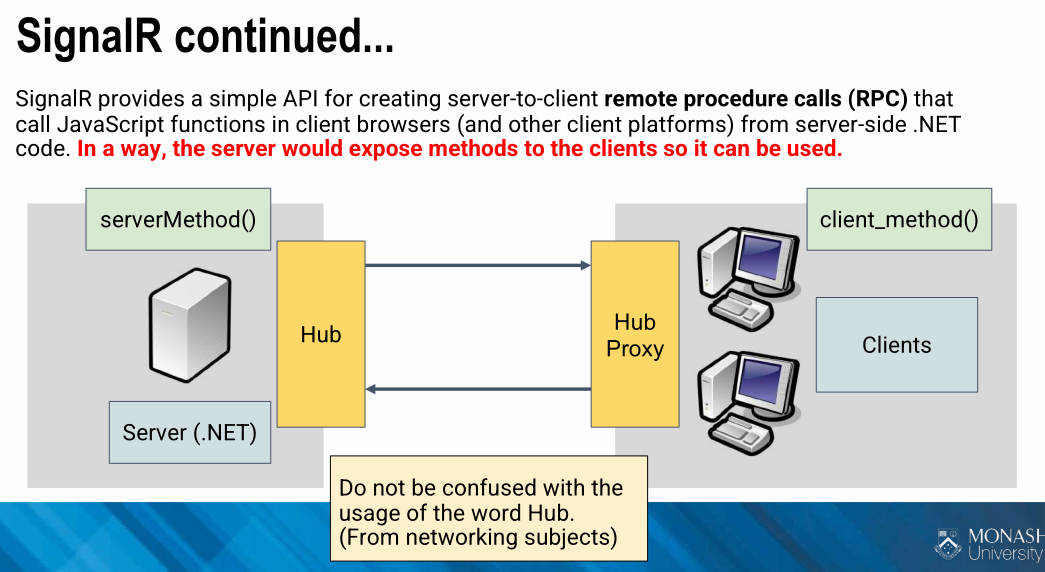 SignalR continued...
SignalR provides a simple API for creating server-to-client remote procedure calls (RPC) that
call JavaScript functions in client browsers (and other client platforms) from server-side .NET
code. In a way, the server would expose methods to the clients so it can be used.
serverMethod()
client_method()
Hub
Hub
Proxy
Clients
Server (.NET)
Do not be confused with the
usage of the word Hub.
(From networking subjects)
MONASH
University